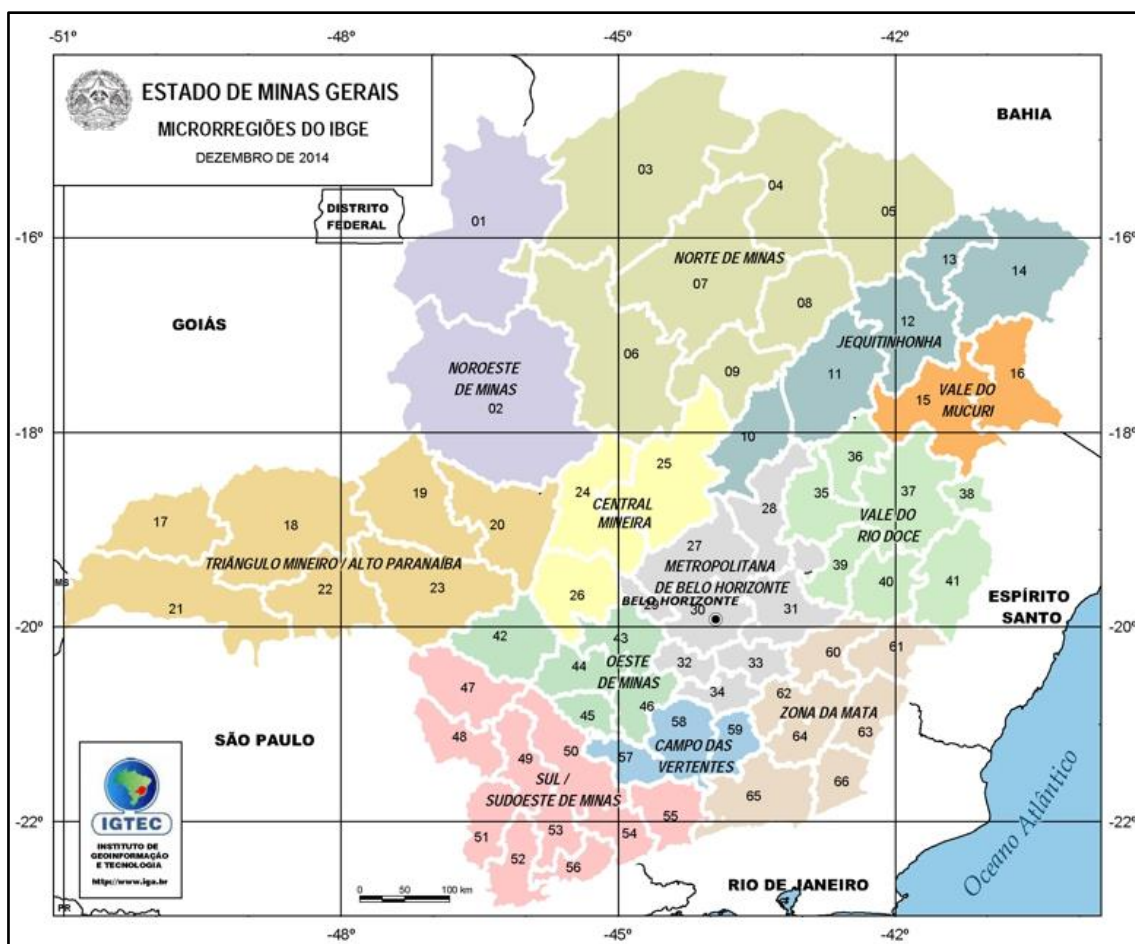 -51º -48º -45º -42º
ESTADO DE MINAS GERAIS
MICRORREGIÕES DO IBGE
DEZEMBRO DE 2014
BAHIA
03
04
DISTRITO
FEDERAL
01
05
-16º -16º
13
14
NORTE DE MINAS
07
08
GOIÁS
12
JEQUITINHONHA
06
NOROESTE
DE MINAS
02
09
11
VALE DO
MUCURI
15
16
-18º -18º
10
25
24
CENTRAL
MINEIRA
36
35
37
38
VALE DO
RIO DOCE
19
17
18
20
28
27
METROPOLITANA
DE BELO HORIZONTE
TRIÂNGULO MINEIRO / ALTO PARANAÍBA
39
40
41
MS
21
22
23
26
29
BELO HORIZONTE
30
31
ESPÍRITO
SANTO
-20º -20º
42
43
44
OESTE
DE MINAS
32
33
60
61
47
34
62
45
46
58
59
ZONA DA MATA
63
SÃO PAULO
48
50
49
57
CAMPO DAS
VERTENTES
64
SUL /
SUDOESTE DE MINAS
65
66
55
-22º -22º
51
53
54
52
56
IGTEC
INSTITUTO DE
GEOINFORMAÇÃO
E TECNOLOGIA
http://www.iga.br
0 50 100 km
RIO DE JANEIRO
Oceano Atlântico
PR
-48º -45º -42º